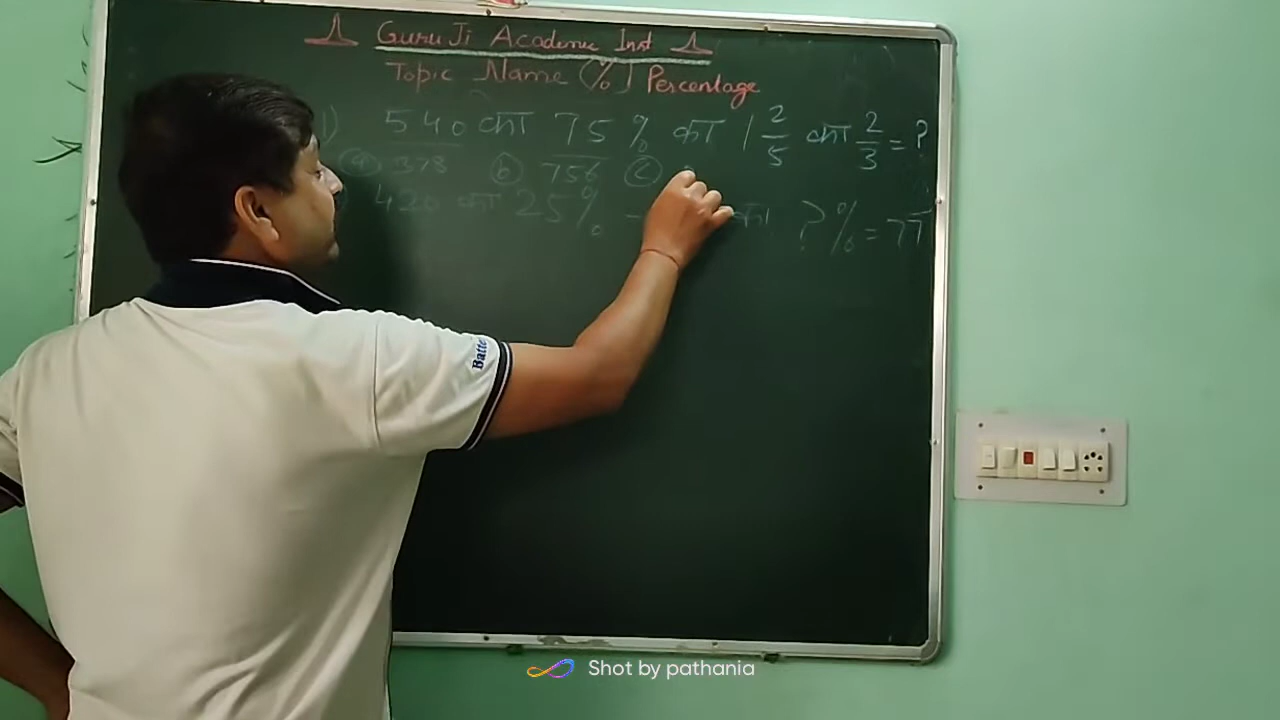 Guru Ji Academic Inst
Topic Name (%) Percentage
1) 540 का 75 % का 1 2/5 का 2/3 = ?
(a) 378 (b) 756 (c)
420 का 25% - का ? % = 77
Batte
Shot by pathania